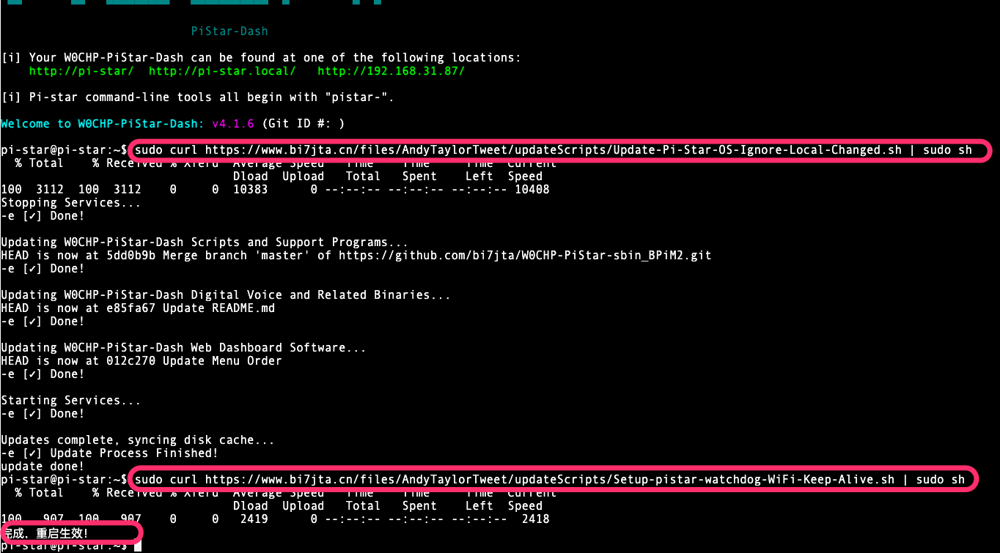 PiStar-Dash
[i] Your W0CHP-PiStar-Dash can be found at one of the following locations:
http://pi-star/ http://pi-star.local/ http://192.168.31.87/
[i] Pi-star command-line tools all begin with "pistar-".
Welcome to W0CHP-PiStar-Dash: v4.1.6 (Git ID #: )
pi-star@pi-star:~$ sudo curl https://www.bi7jta.cn/files/AndyTaylorTweet/updateScripts/Update-Pi-Star-OS-Ignore-Local-Changed.sh | sudo sh
% Total % Received % Xferd Average Speed Time Time Time Current
Dload Upload Total Spent Left Speed
100 3112 100 3112 0 0 10383 0 --:--:-- --:--:-- --:--:-- 10408
Stopping Services...
-e [✓] Done!
Updating W0CHP-PiStar-Dash Scripts and Support Programs...
HEAD is now at 5dd0b9b Merge branch 'master' of https://github.com/bi7jta/W0CHP-PiStar-sbin_BPiM2.git
-e [✓] Done!
Updating W0CHP-PiStar-Dash Digital Voice and Related Binaries...
HEAD is now at e85fa67 Update README.md
-e [✓] Done!
Updating W0CHP-PiStar-Dash Web Dashboard Software...
HEAD is now at 012c270 Update Menu Order
-e [✓] Done!
Starting Services...
-e [✓] Done!
Updates complete, syncing disk cache...
-e [✓] Update Process Finished!
update done!
pi-star@pi-star:~$ sudo curl https://www.bi7jta.cn/files/AndyTaylorTweet/updateScripts/Setup-pistar-watchdog-WiFi-Keep-Alive.sh | sudo sh
% Total % Received % Xferd Average Speed Time Time Time Current
Dload Upload Total Spent Left Speed
100 907 100 907 0 0 2419 0 --:--:-- --:--:-- --:--:-- 2418
完成，重启生效！
pi-star@pi-star:~$